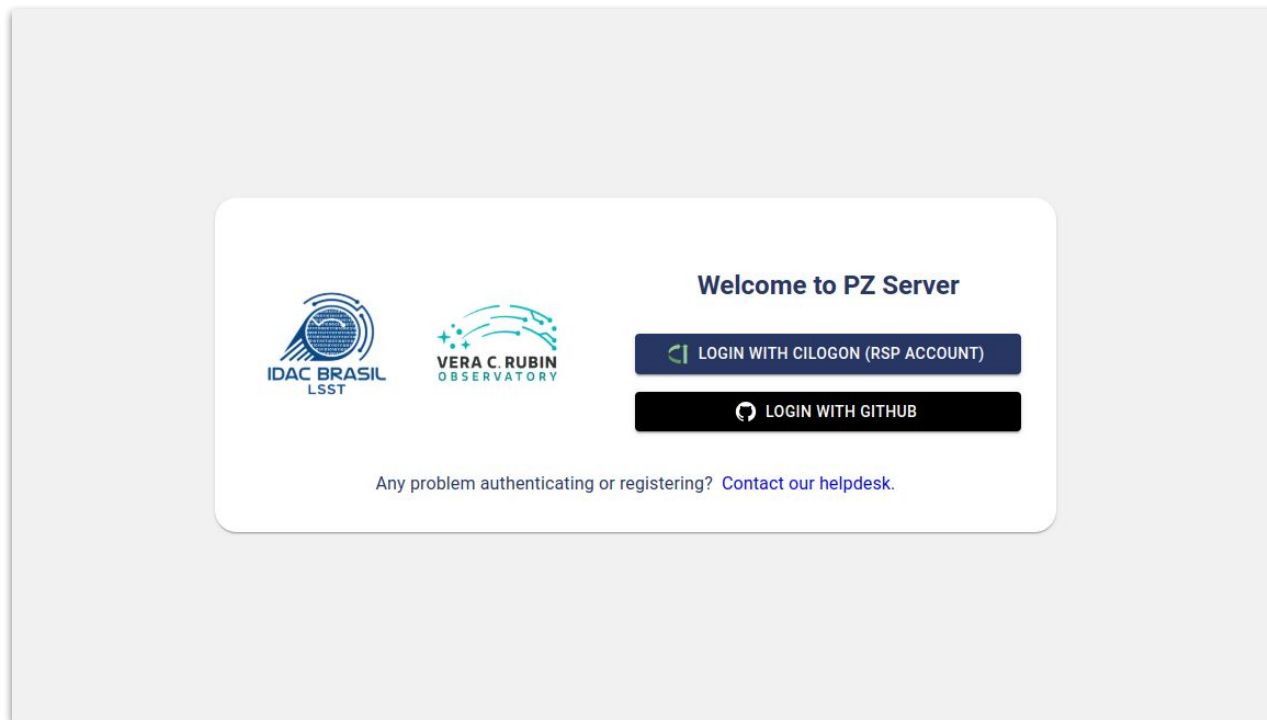 Welcome to PZ Server
IDAC BRASIL
LSST
VERA C. RUBIN
OBSERVATORY
LOGIN WITH CILOGON (RSP ACCOUNT)
LOGIN WITH GITHUB
Any problem authenticating or registering? Contact our helpdesk.